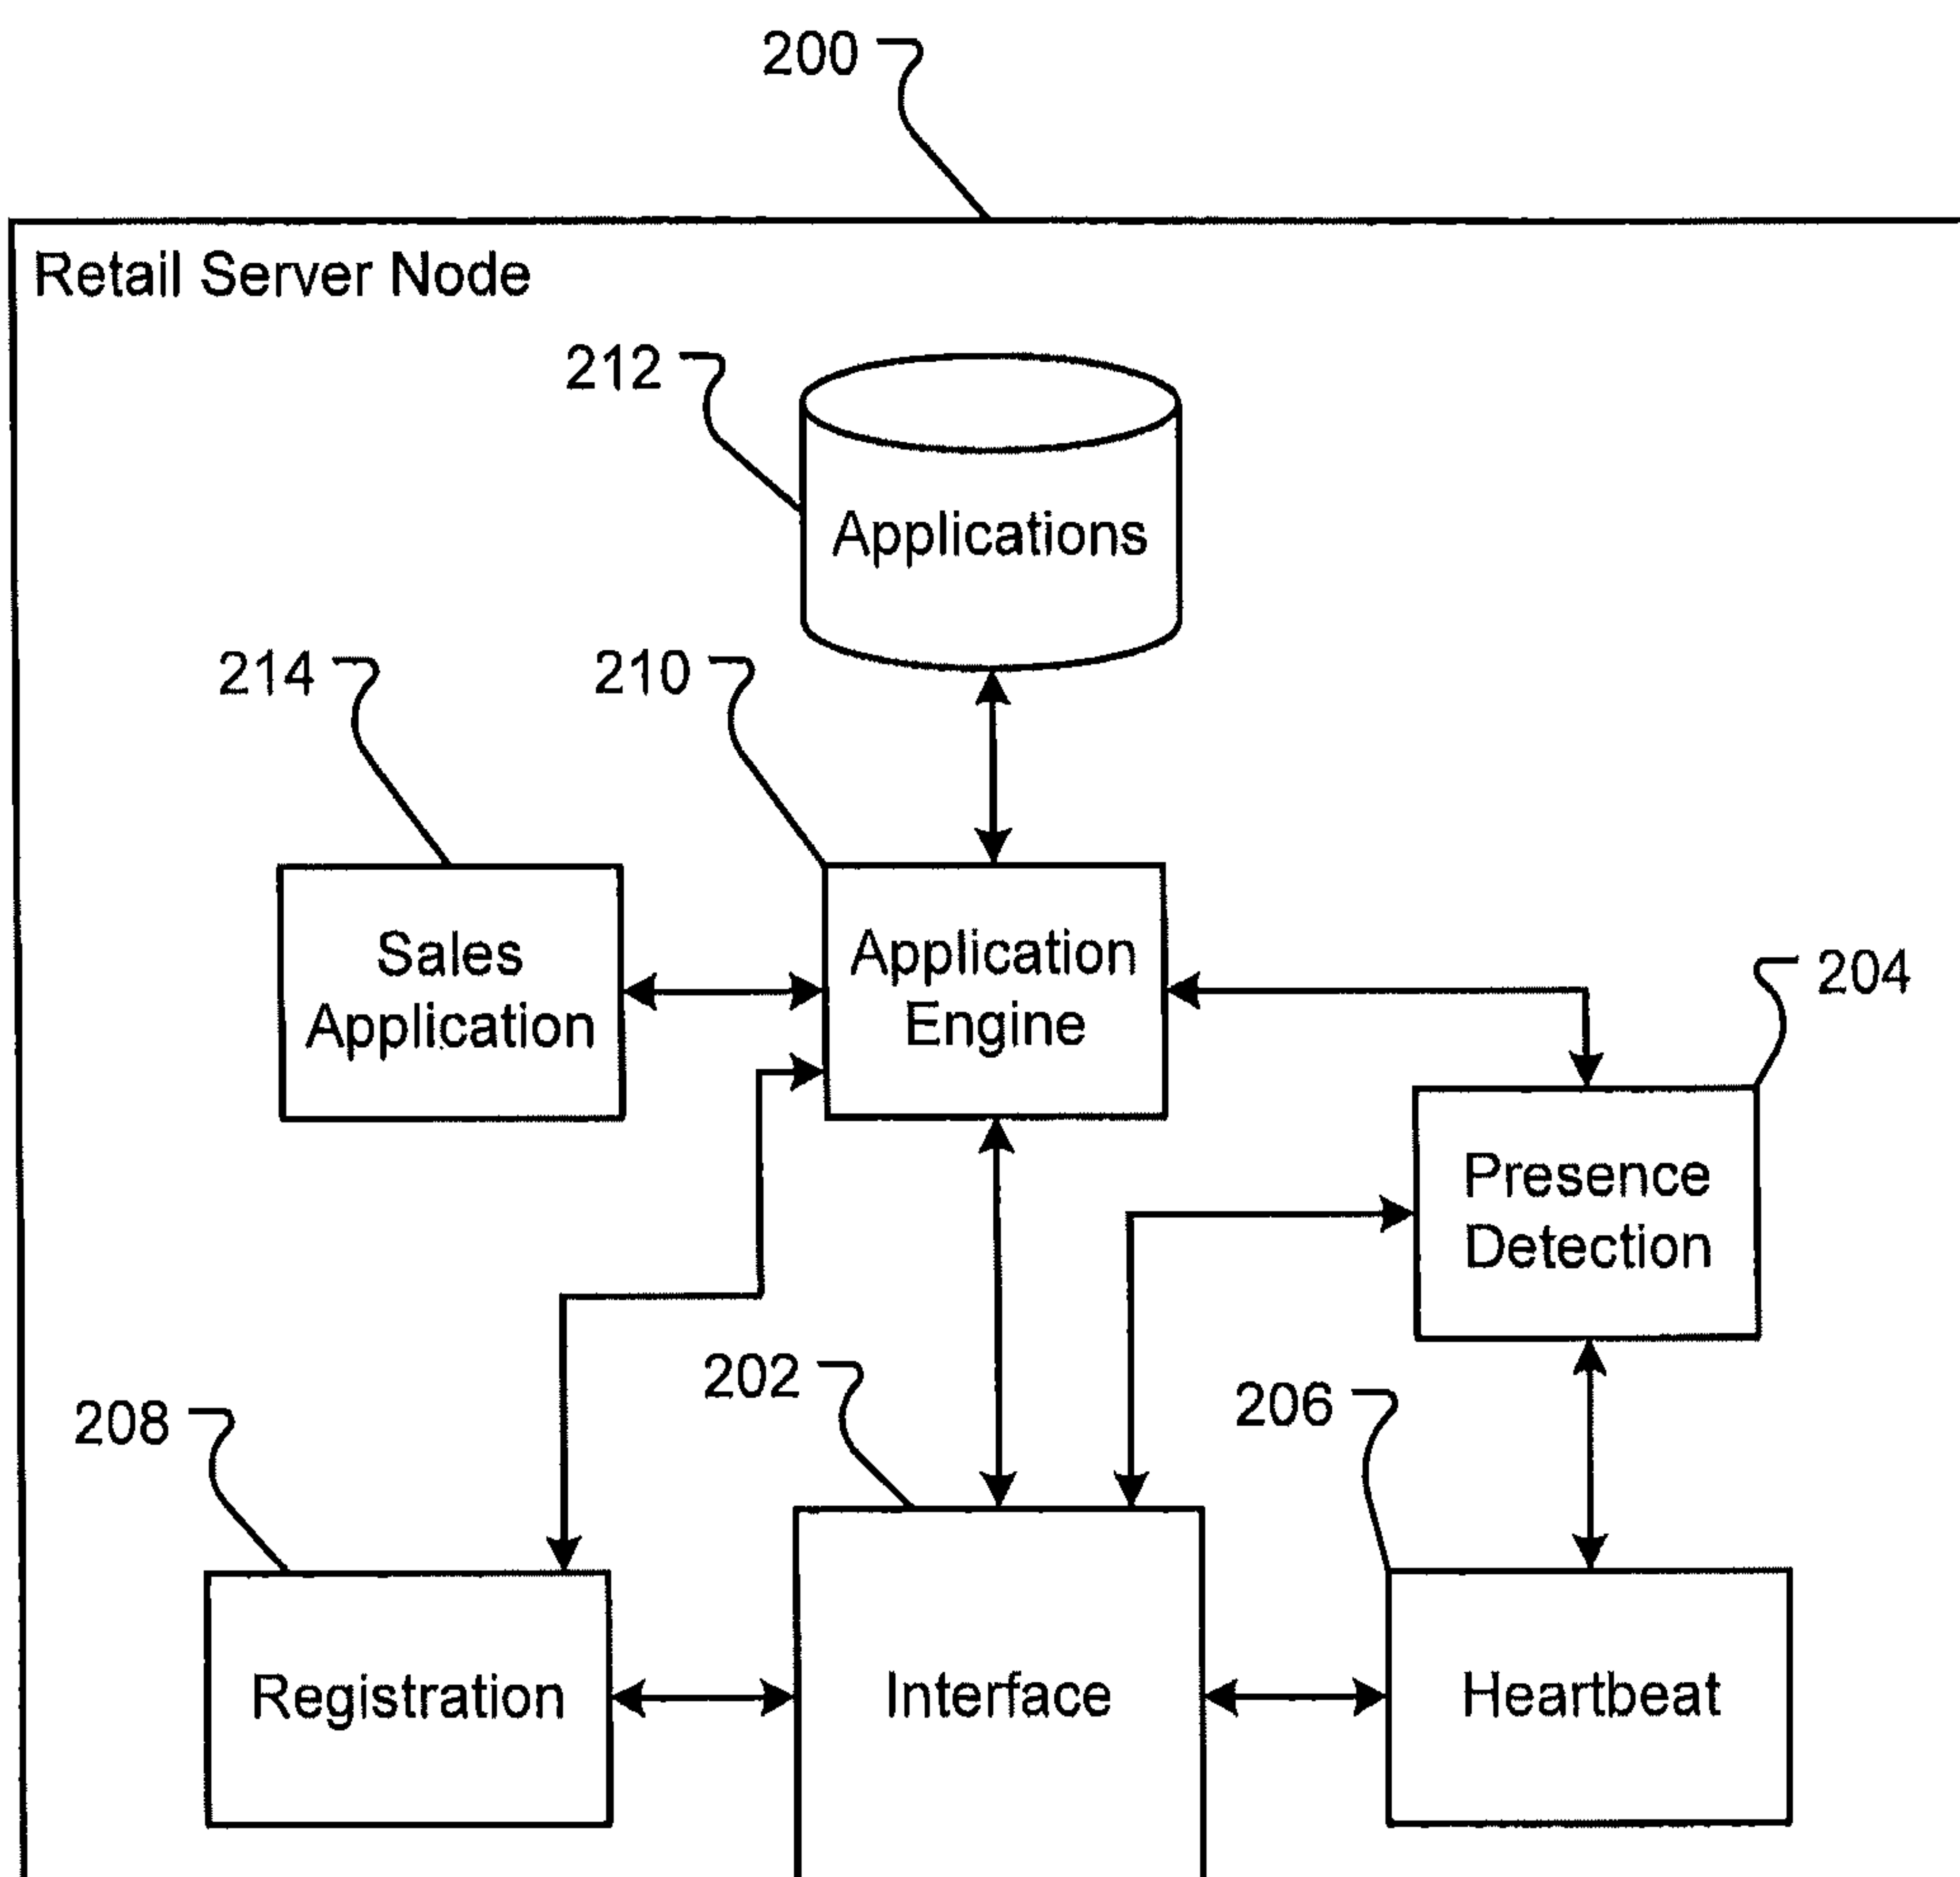 200
Retail Server Node
212
Applications
214
210
Sales
Application
Application
Engine
204
Presence
Detection
202
206
208
Registration
Interface
Heartbeat